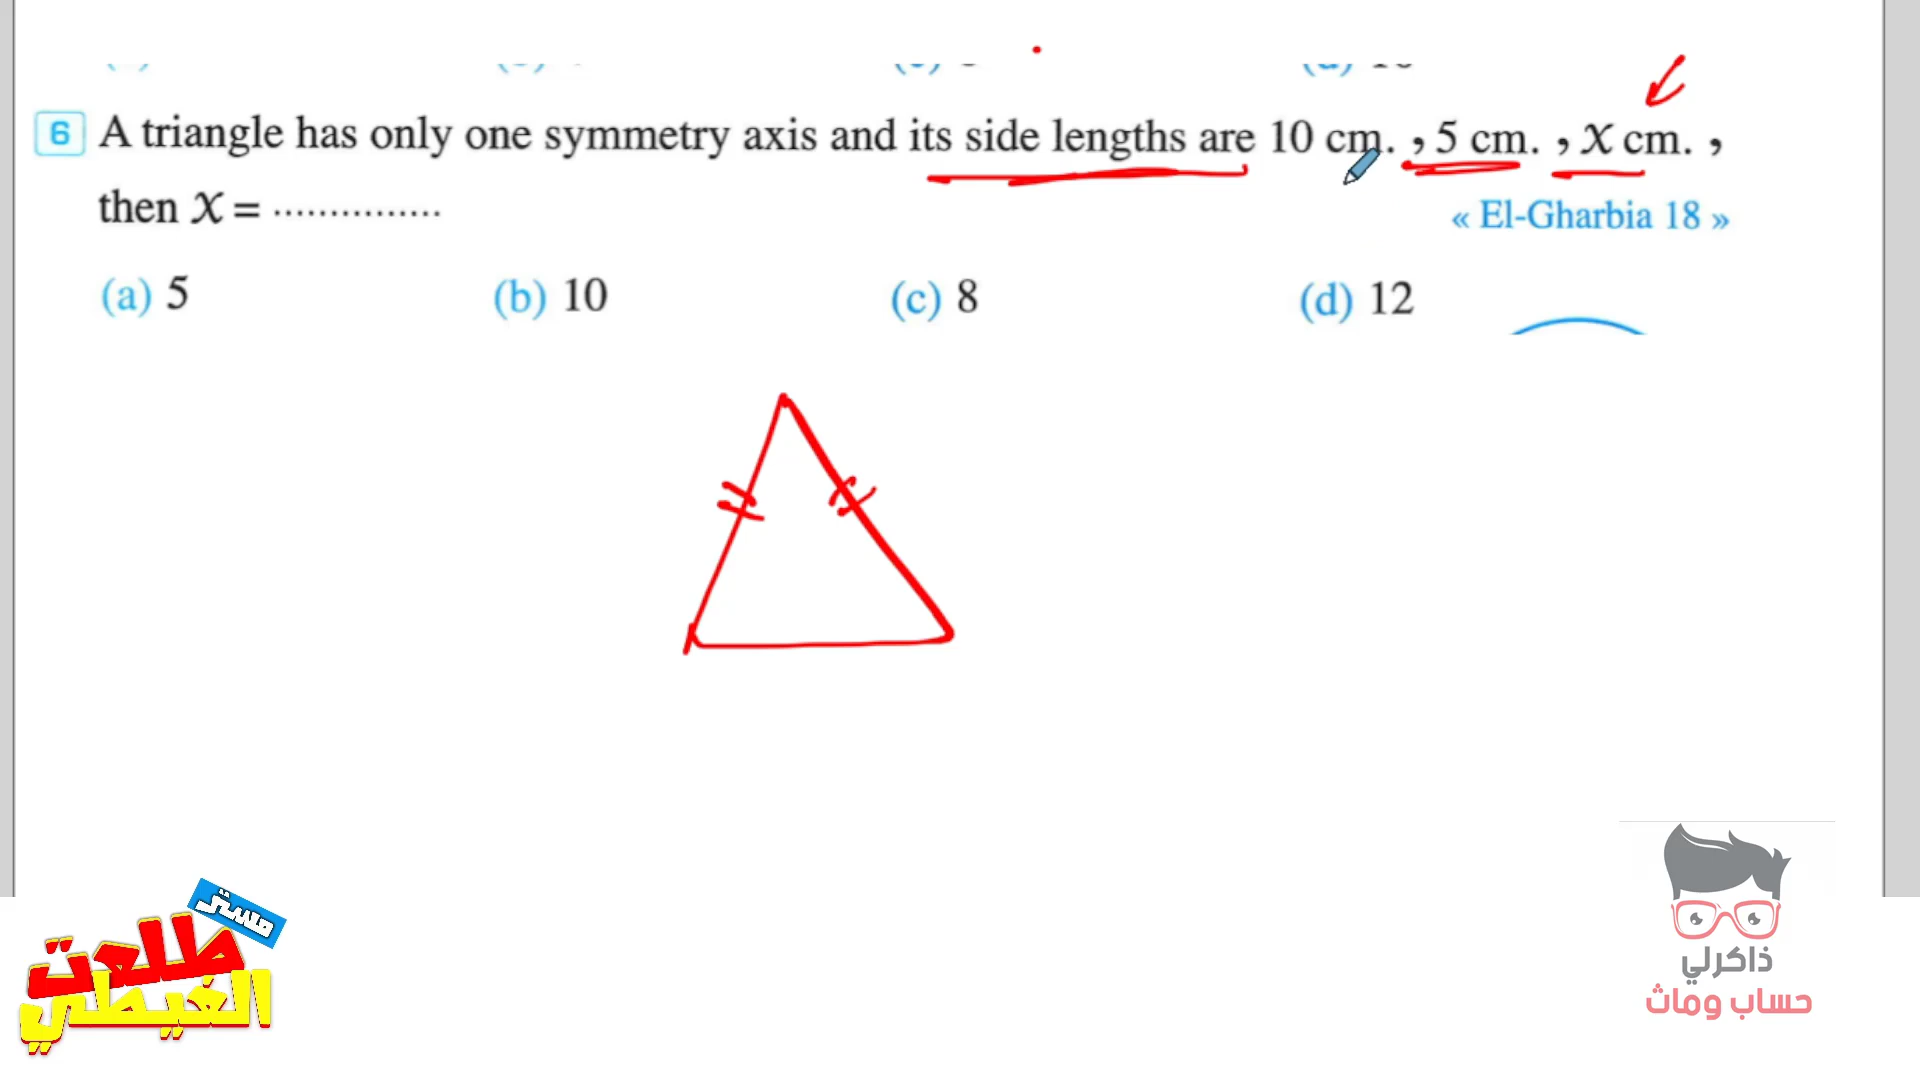 6 A triangle has only one symmetry axis and its side lengths are 10 cm. , 5 cm. , X cm. ,
then X = ...............
« El-Gharbia 18 »
(a) 5 (b) 10 (c) 8 (d) 12
مستر
طلعت
الغيطي
ذاكرلي
حساب وماث